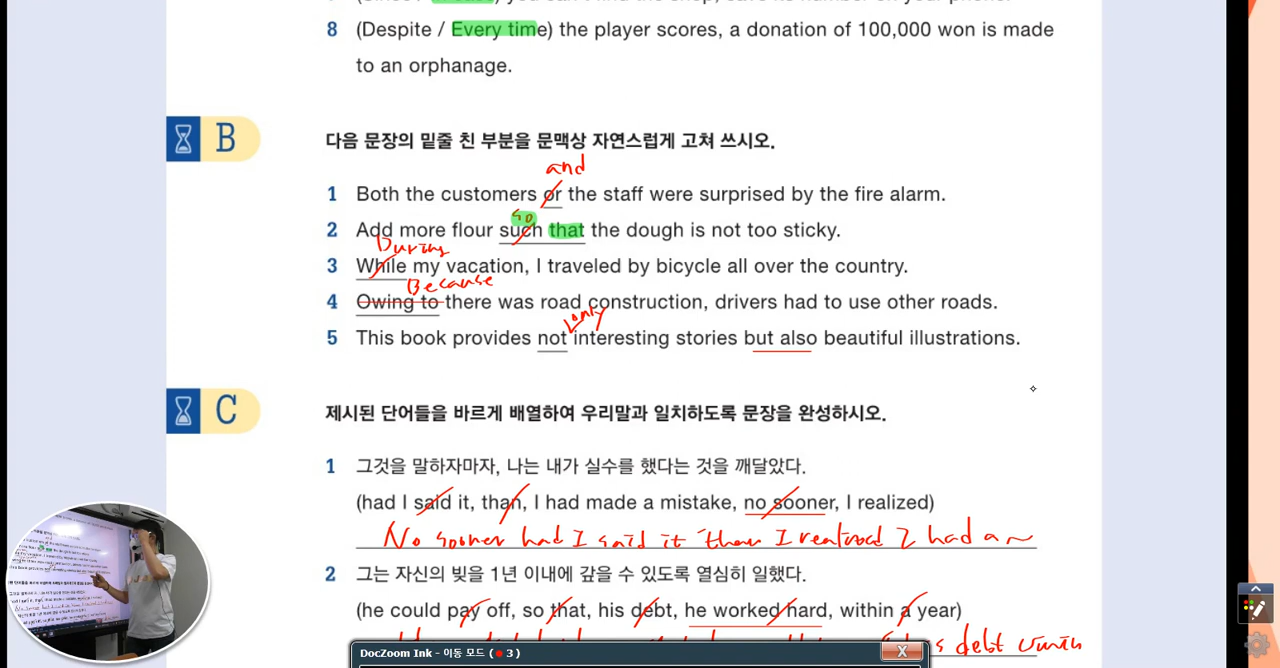 8 (Despite / Every time) the player scores, a donation of 100,000 won is made
to an orphanage.
B 다음 문장의 밑줄 친 부분을 문맥상 자연스럽게 고쳐 쓰시오.
and
1 Both the customers or the staff were surprised by the fire alarm.
so
2 Add more flour such that the dough is not too sticky.
During
3 While my vacation, I traveled by bicycle all over the country.
Because
4 Owing to there was road construction, drivers had to use other roads.
only
5 This book provides not interesting stories but also beautiful illustrations.
C 제시된 단어들을 바르게 배열하여 우리말과 일치하도록 문장을 완성하시오.
1 그것을 말하자마자, 나는 내가 실수를 했다는 것을 깨달았다.
(had I said it, than, I had made a mistake, no sooner, I realized)
No sooner had I said it than I realized I had a~
2 그는 자신의 빚을 1년 이내에 갚을 수 있도록 열심히 일했다.
(he could pay off, so that, his debt, he worked hard, within a year)
debt within
DocZoom Ink - 이동 모드 ( 3 )